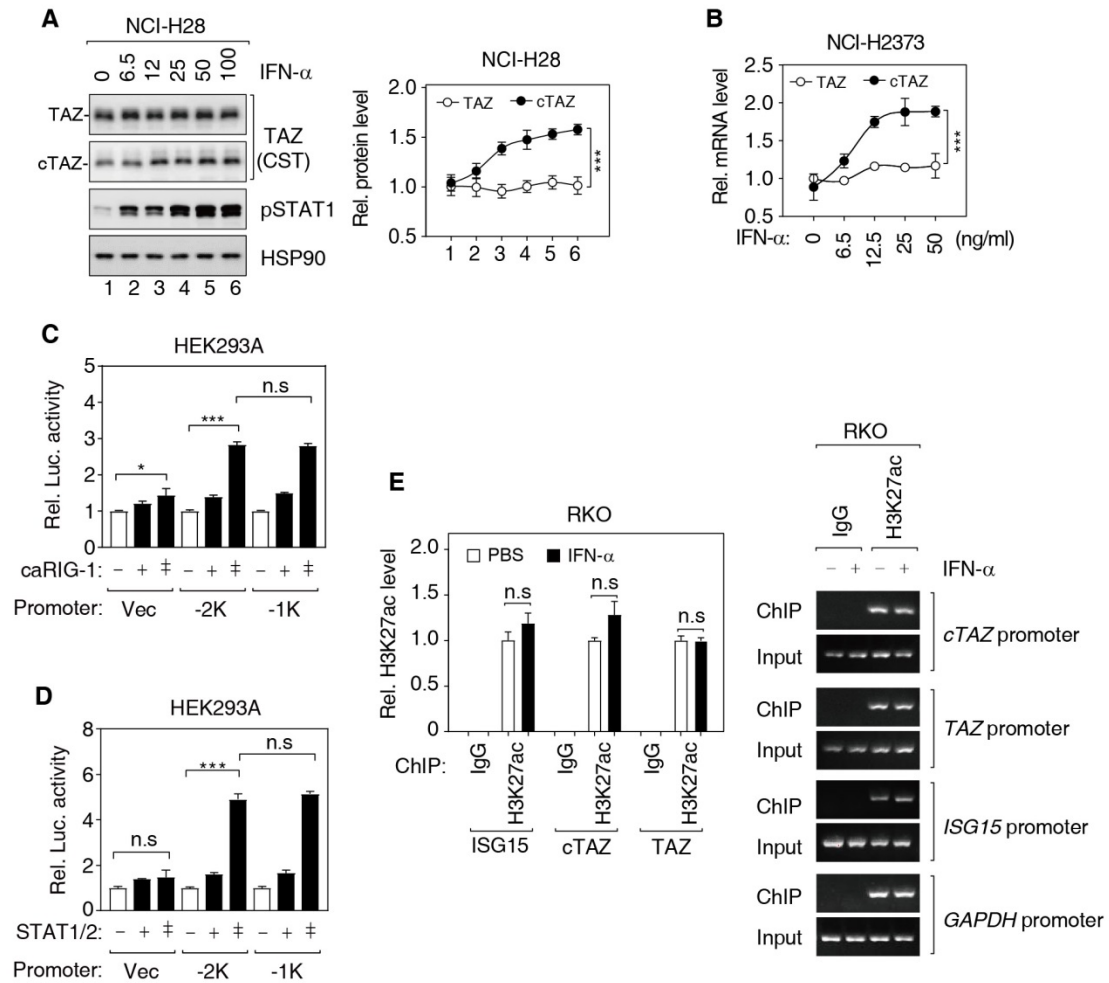 A
NCI-H28
0 6.5 12 25 50 100 IFN-α
TAZ-
cTAZ-
TAZ
(CST)
pSTAT1
HSP90
1 2 3 4 5 6
NCI-H28
TAZ cTAZ
Rel. protein level
2.0
1.5
1.0
0.5
***
1 2 3 4 5 6
B
NCI-H2373
TAZ cTAZ
Rel. mRNA level
2.5
2.0
1.5
1.0
0.5
***
IFN-α: 0 6.5 12.5 25 50 (ng/ml)
C
HEK293A
Rel. Luc. activity
5
4
3
2
1
0
*
***
n.s
caRIG-1 - + ‡ - + ‡ - + ‡
Promoter: Vec -2K -1K
D
HEK293A
Rel. Luc. activity
8
6
4
2
0
n.s
***
n.s
STAT1/2: - + ‡ - + ‡ - + ‡
Promoter: Vec -2K -1K
E
RKO
PBS IFN-α
Rel. H3K27ac level
2.0
1.5
1.0
1
0
n.s
n.s
n.s
ChIP: IgG H3K27ac IgG H3K27ac IgG H3K27ac
ISG15 cTAZ TAZ
RKO
IgG H3K27ac
- + - + IFN-α
ChIP
Input
cTAZ promoter
ChIP
Input
TAZ promoter
ChIP
Input
ISG15 promoter
ChIP
Input
GAPDH promoter